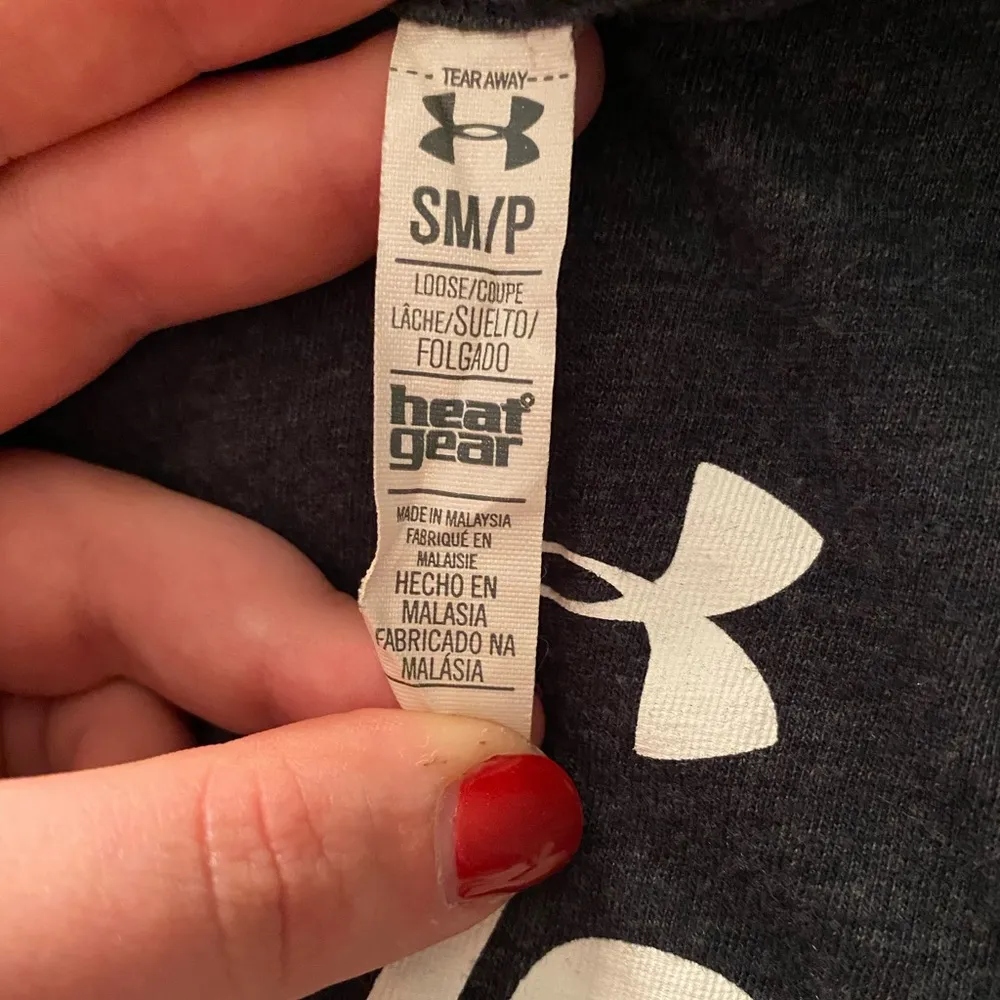 TEAR AWAY
SM/P
LOOSE/COUPE
LÂCHE/SUELTO/
FOLGADO
heat
gear
MADE IN MALAYSIA
FABRIQUÉ EN
MALAISIE
HECHO EN
MALASIA
FABRICADO NA
MALÁSIA